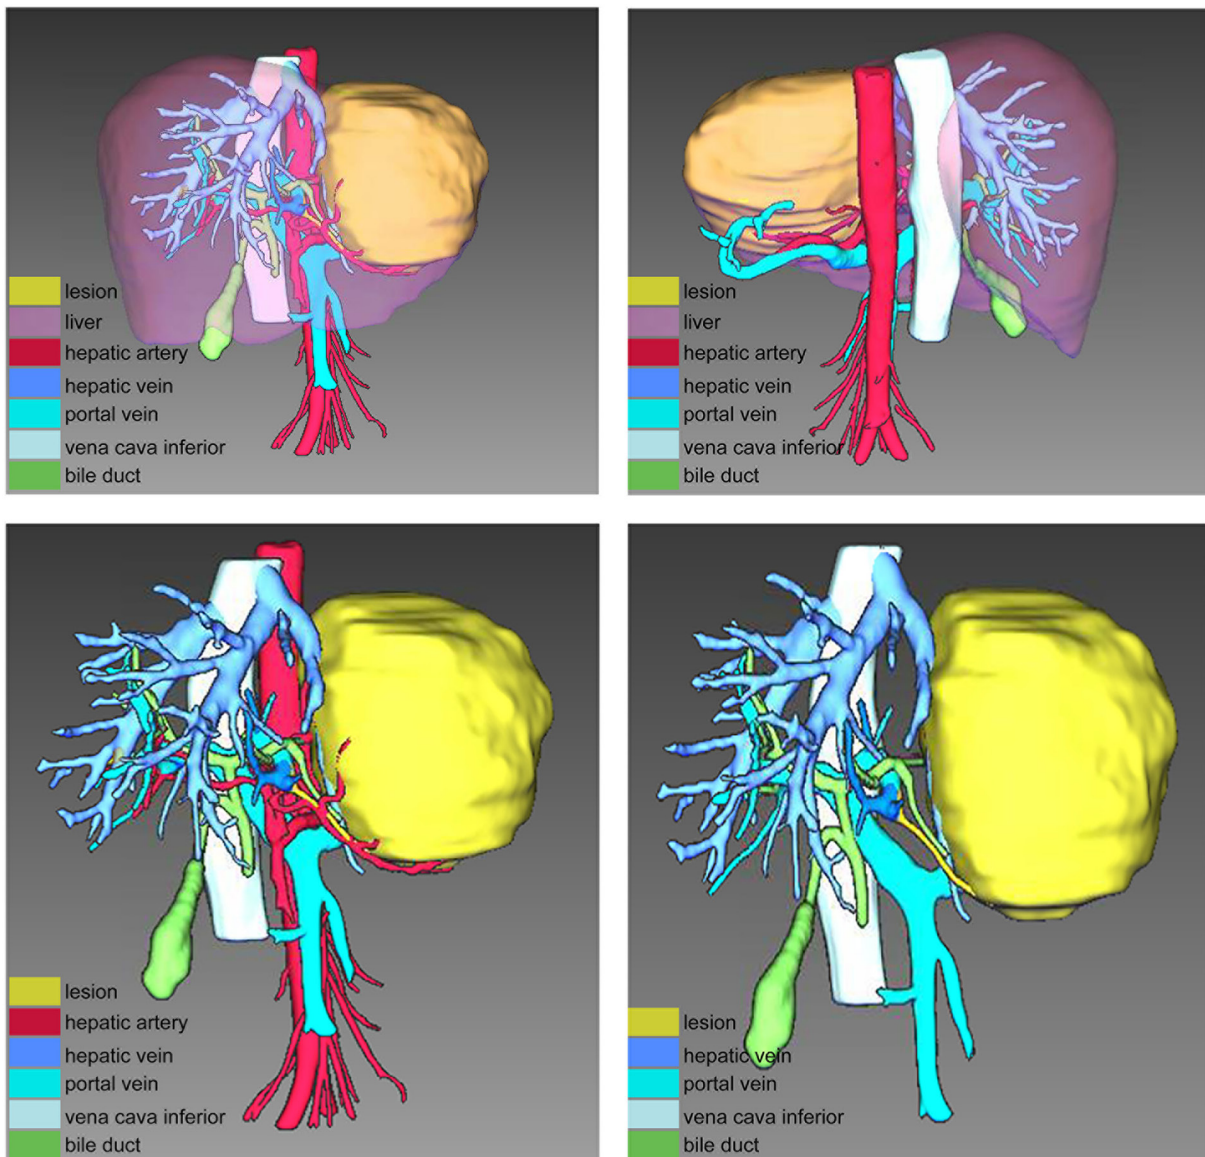 lesion
liver
hepatic artery
hepatic vein
portal vein
vena cava inferior
bile duct
lesion
liver
hepatic artery
hepatic vein
portal vein
vena cava inferior
bile duct
lesion
hepatic artery
hepatic vein
portal vein
vena cava inferior
bile duct
lesion
hepatic vein
portal vein
vena cava inferior
bile duct